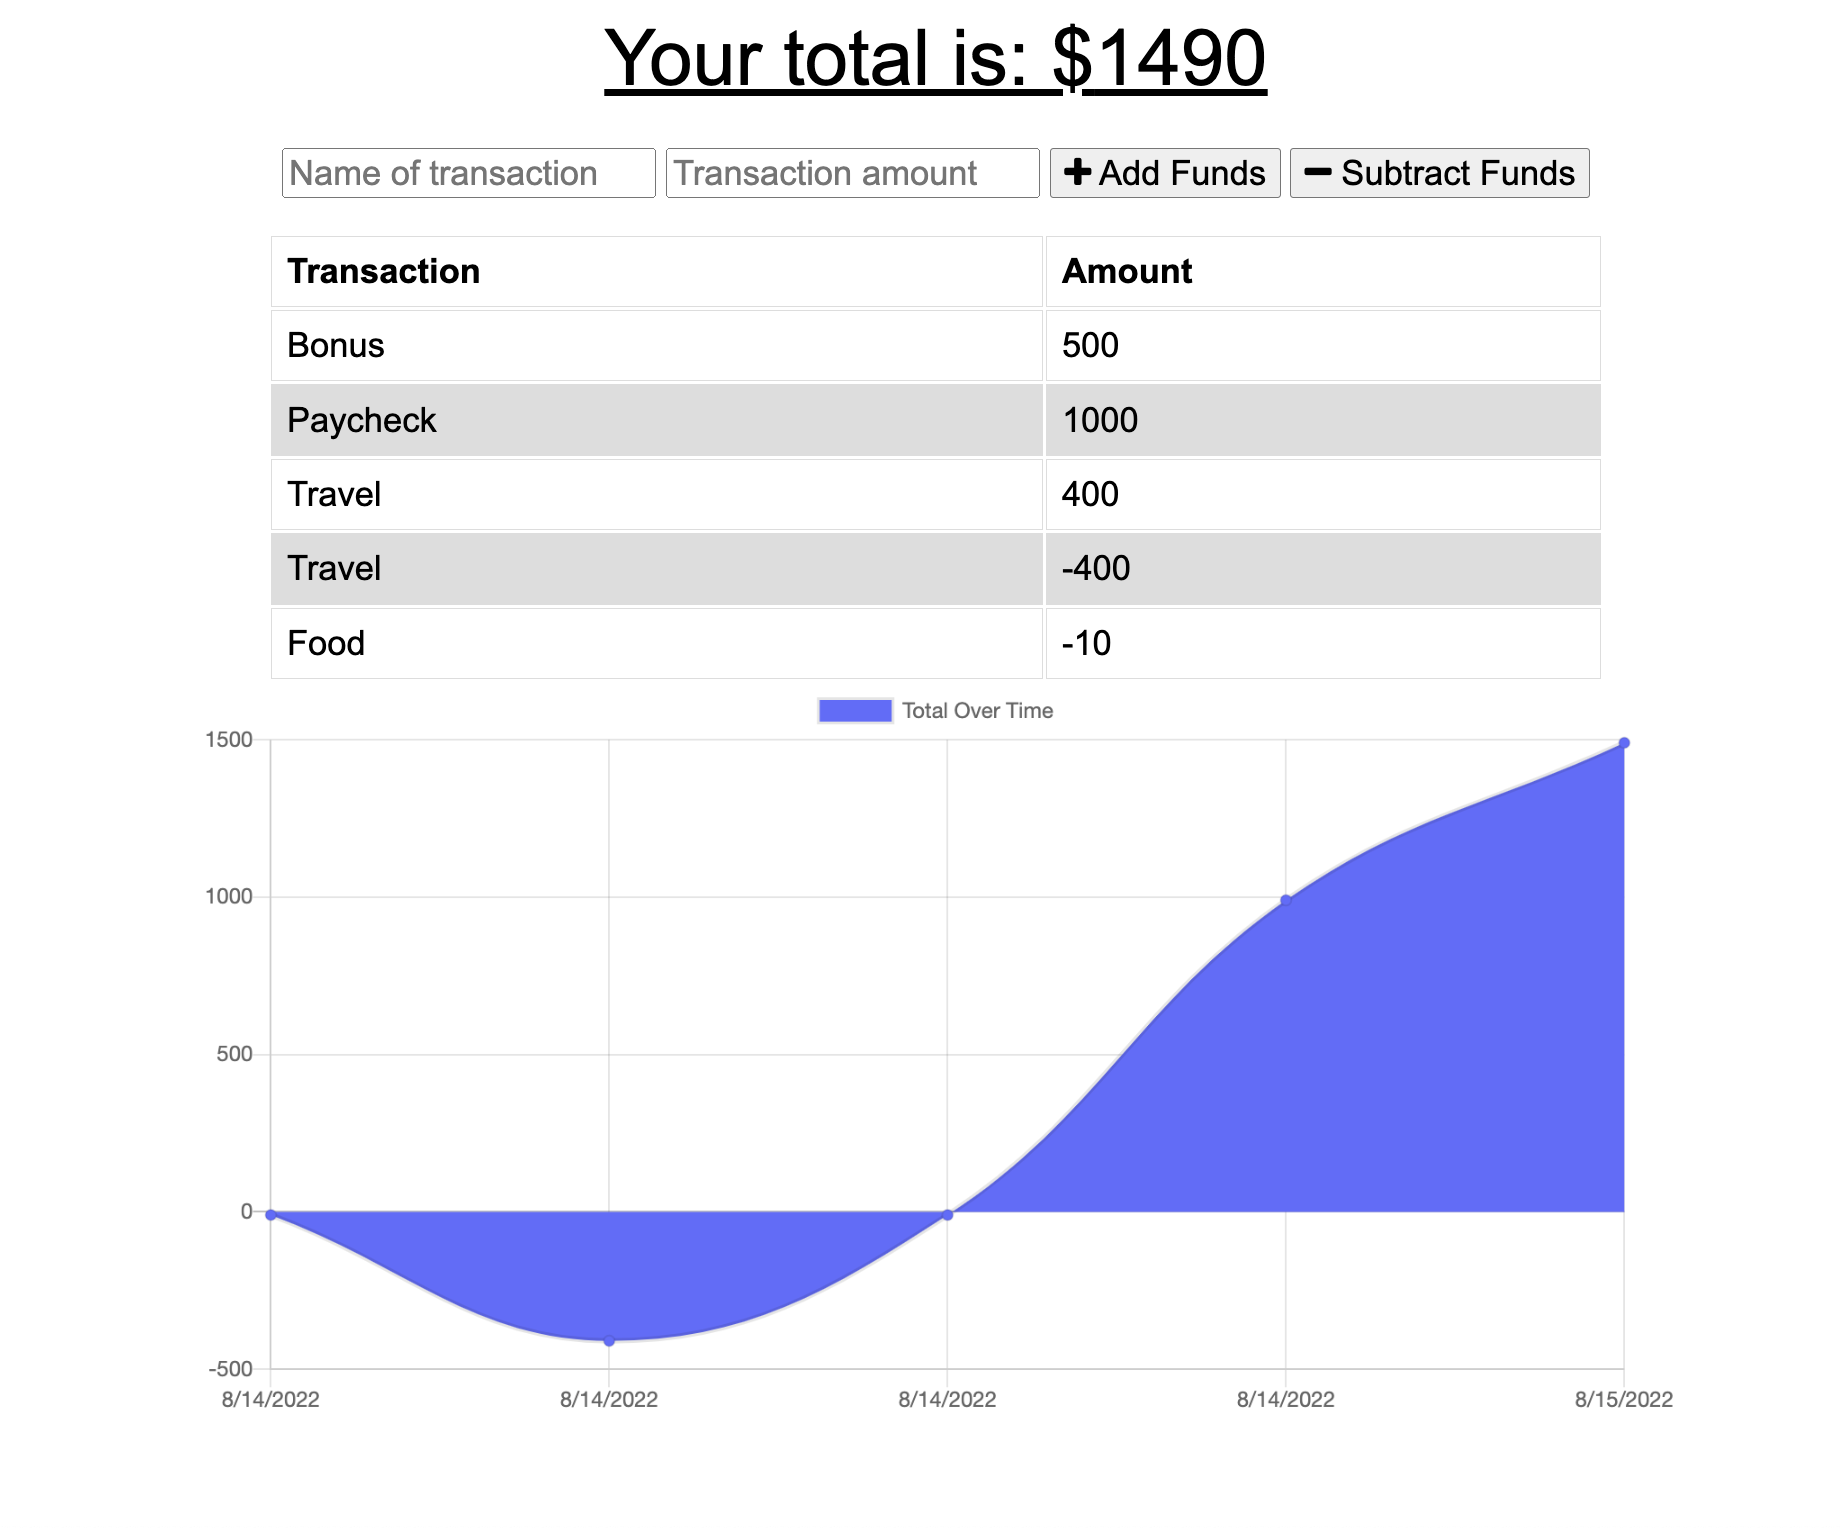 Your total is: $1490
Name of transaction Transaction amount Add Funds Subtract Funds
Transaction Amount
Bonus 500
Paycheck 1000
Travel 400
Travel -400
Food -10
Total Over Time
1500
1000
500
0
-500
8/14/2022 8/14/2022 8/14/2022 8/14/2022 8/15/2022